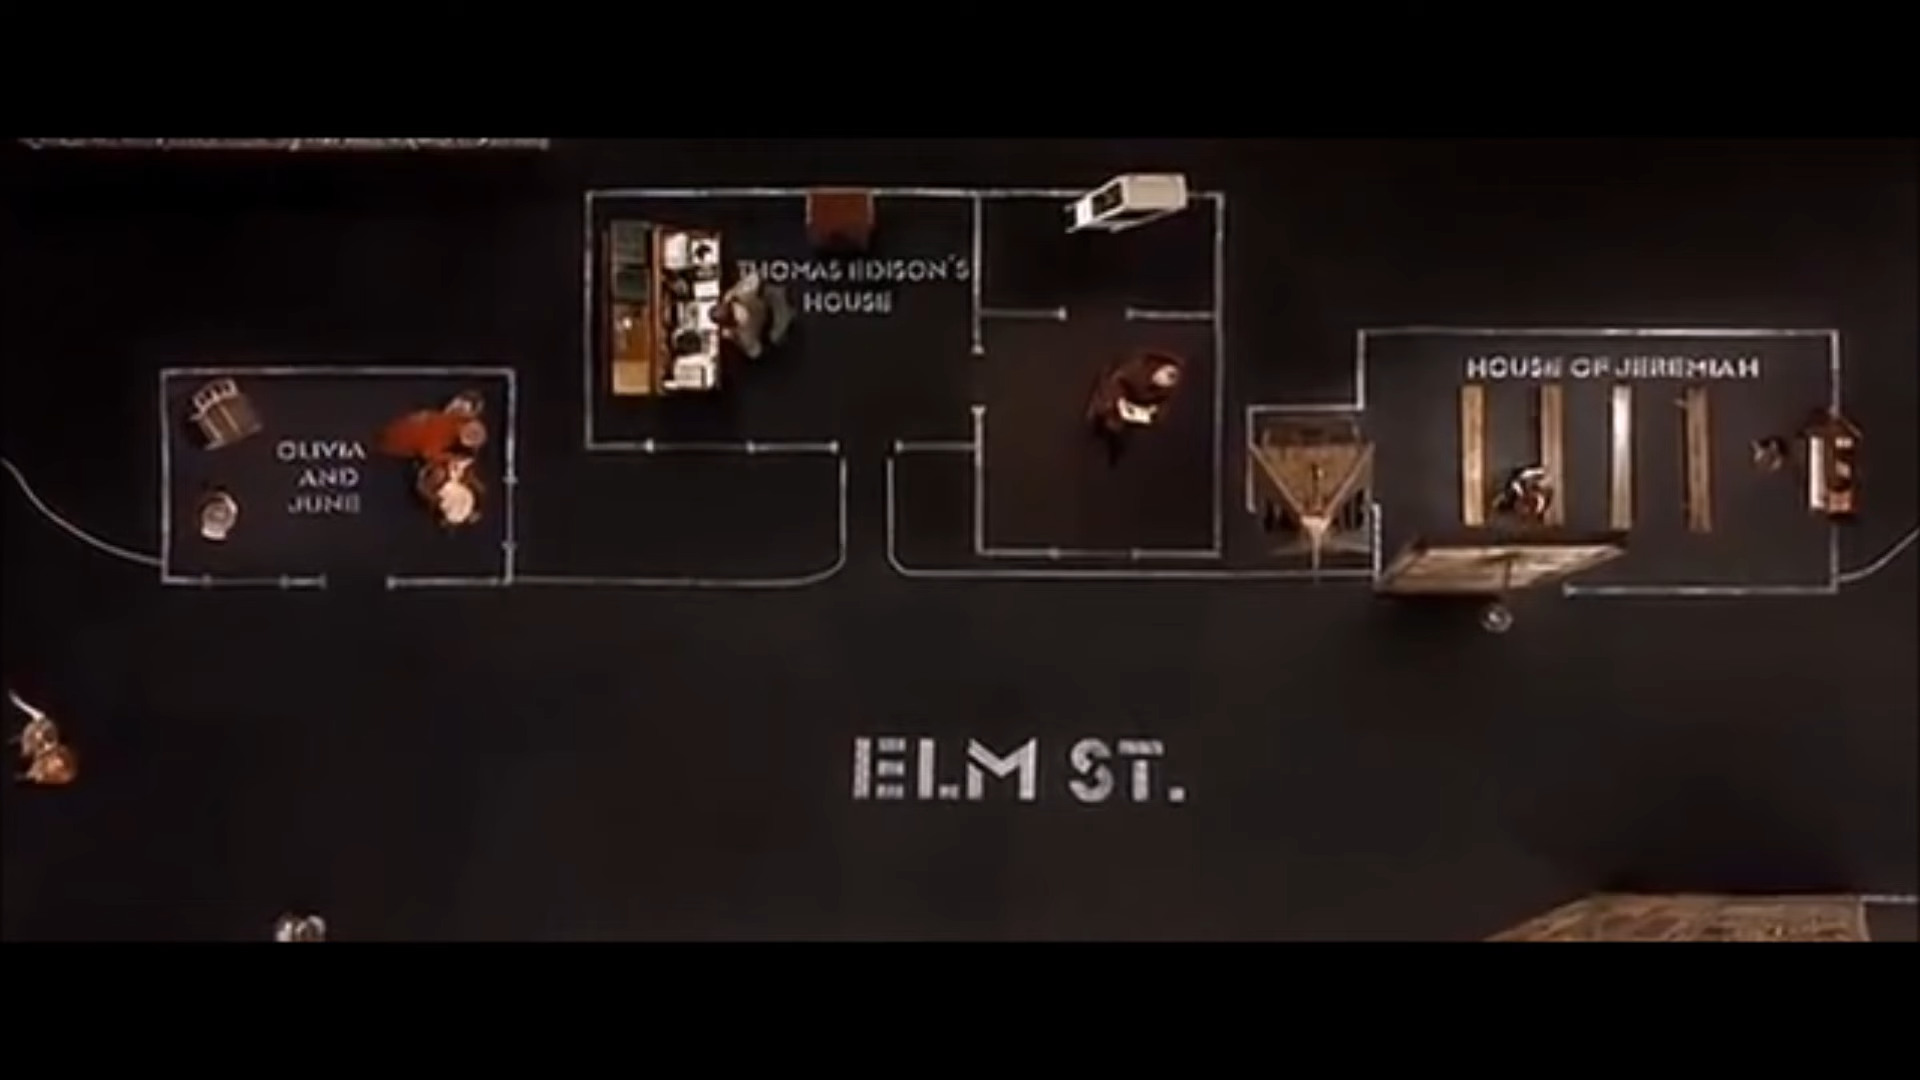 THOMAS EDISON'S
HOUSE
HOUSE OF JEREMIAH
OLIVIA
AND
JUNE
ELM ST.